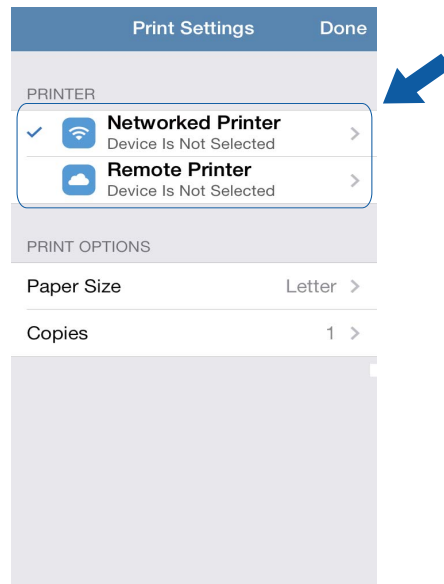 Print Settings Done
PRINTER
Networked Printer
Device Is Not Selected
Remote Printer
Device Is Not Selected
PRINT OPTIONS
Paper Size Letter
Copies 1